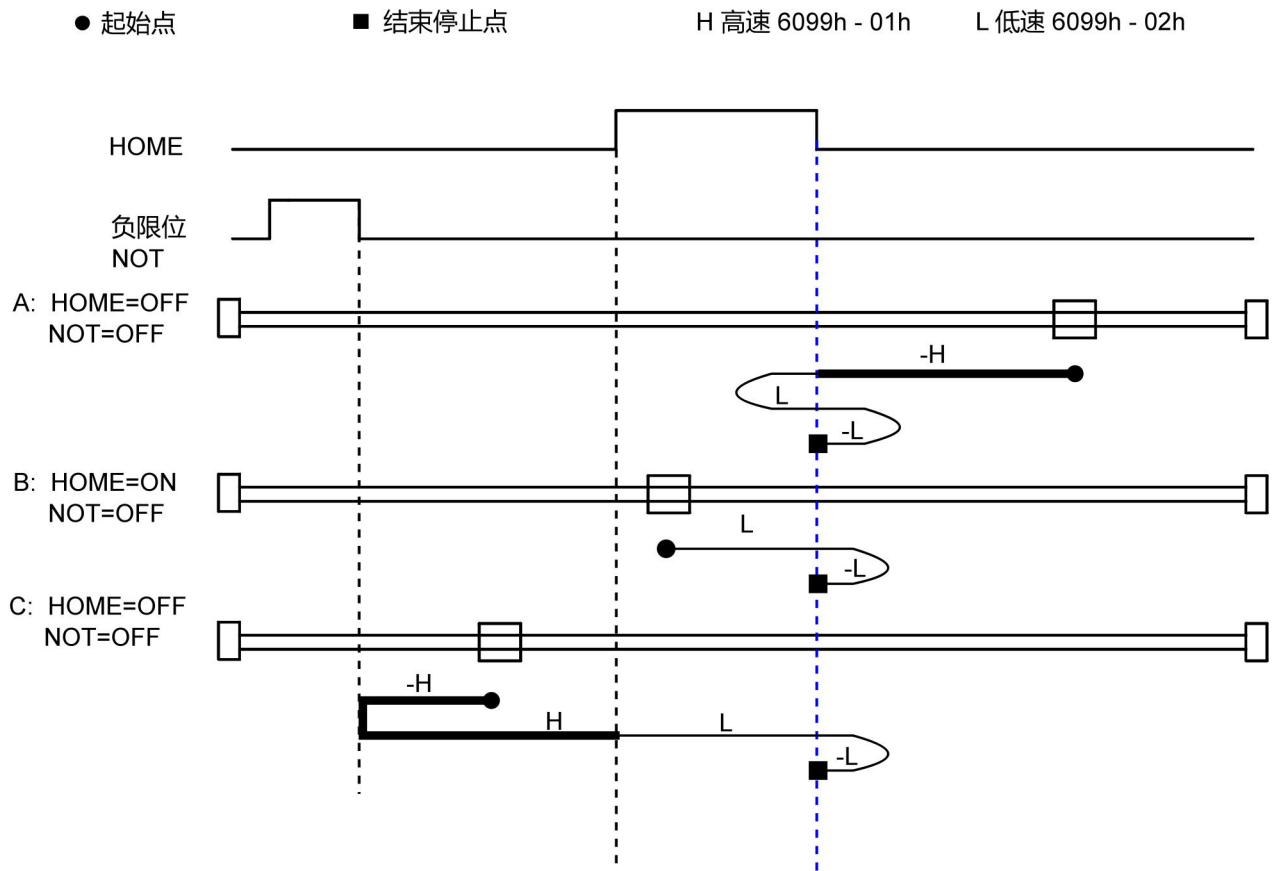 ● 起始点 ■ 结束停止点 H 高速 6099h - 01h L 低速 6099h - 02h
HOME
负限位
NOT
A: HOME=OFF
NOT=OFF
-H
L
-L
B: HOME=ON
NOT=OFF
L
-L
C: HOME=OFF
NOT=OFF
-H
H L
-L